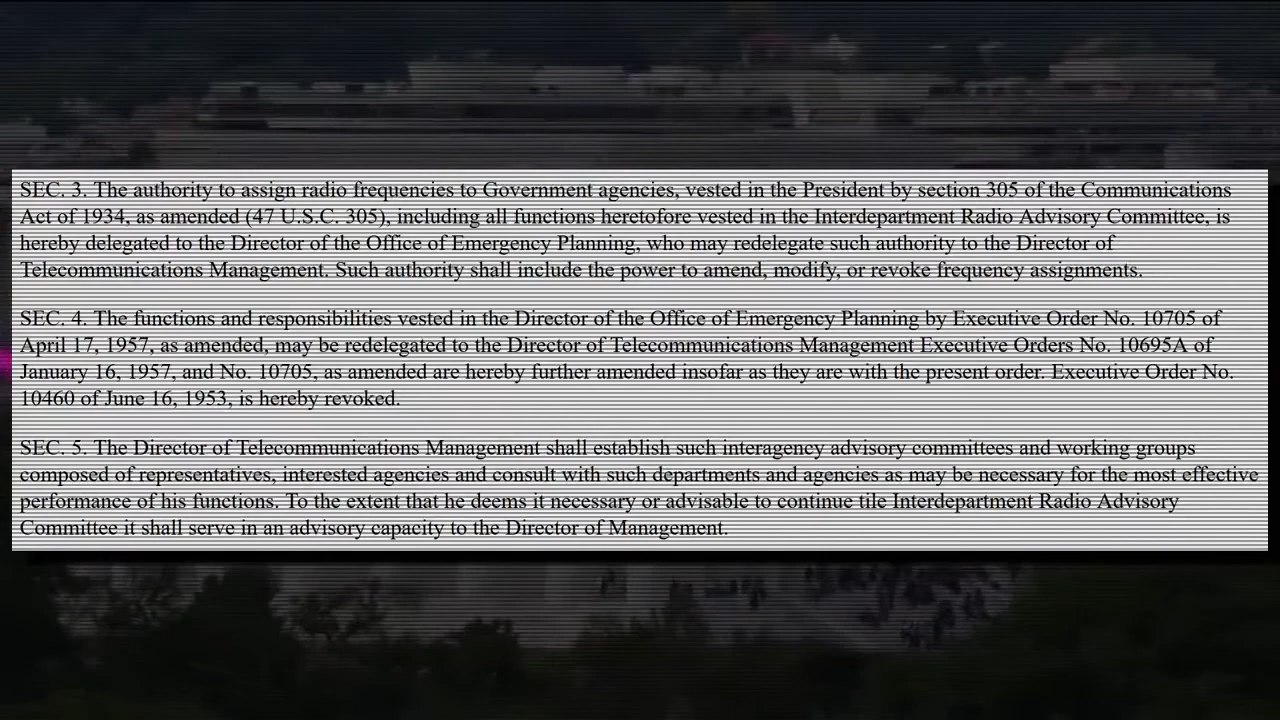 SEC. 3. The authority to assign radio frequencies to Government agencies, vested in the President by section 305 of the Communications
Act of 1934, as amended (47 U.S.C. 305), including all functions heretofore vested in the Interdepartment Radio Advisory Committee, is
hereby delegated to the Director of the Office of Emergency Planning, who may redelegate such authority to the Director of
Telecommunications Management. Such authority shall include the power to amend, modify, or revoke frequency assignments.
SEC. 4. The functions and responsibilities vested in the Director of the Office of Emergency Planning by Executive Order No. 10705 of
April 17, 1957, as amended, may be redelegated to the Director of Telecommunications Management Executive Orders No. 10695A of
January 16, 1957, and No. 10705, as amended are hereby further amended insofar as they are with the present order. Executive Order No.
10460 of June 16, 1953, is hereby revoked.
SEC. 5. The Director of Telecommunications Management shall establish such interagency advisory committees and working groups
composed of representatives, interested agencies and consult with such departments and agencies as may be necessary for the most effective
performance of his functions. To the extent that he deems it necessary or advisable to continue tile Interdepartment Radio Advisory
Committee it shall serve in an advisory capacity to the Director of Management.